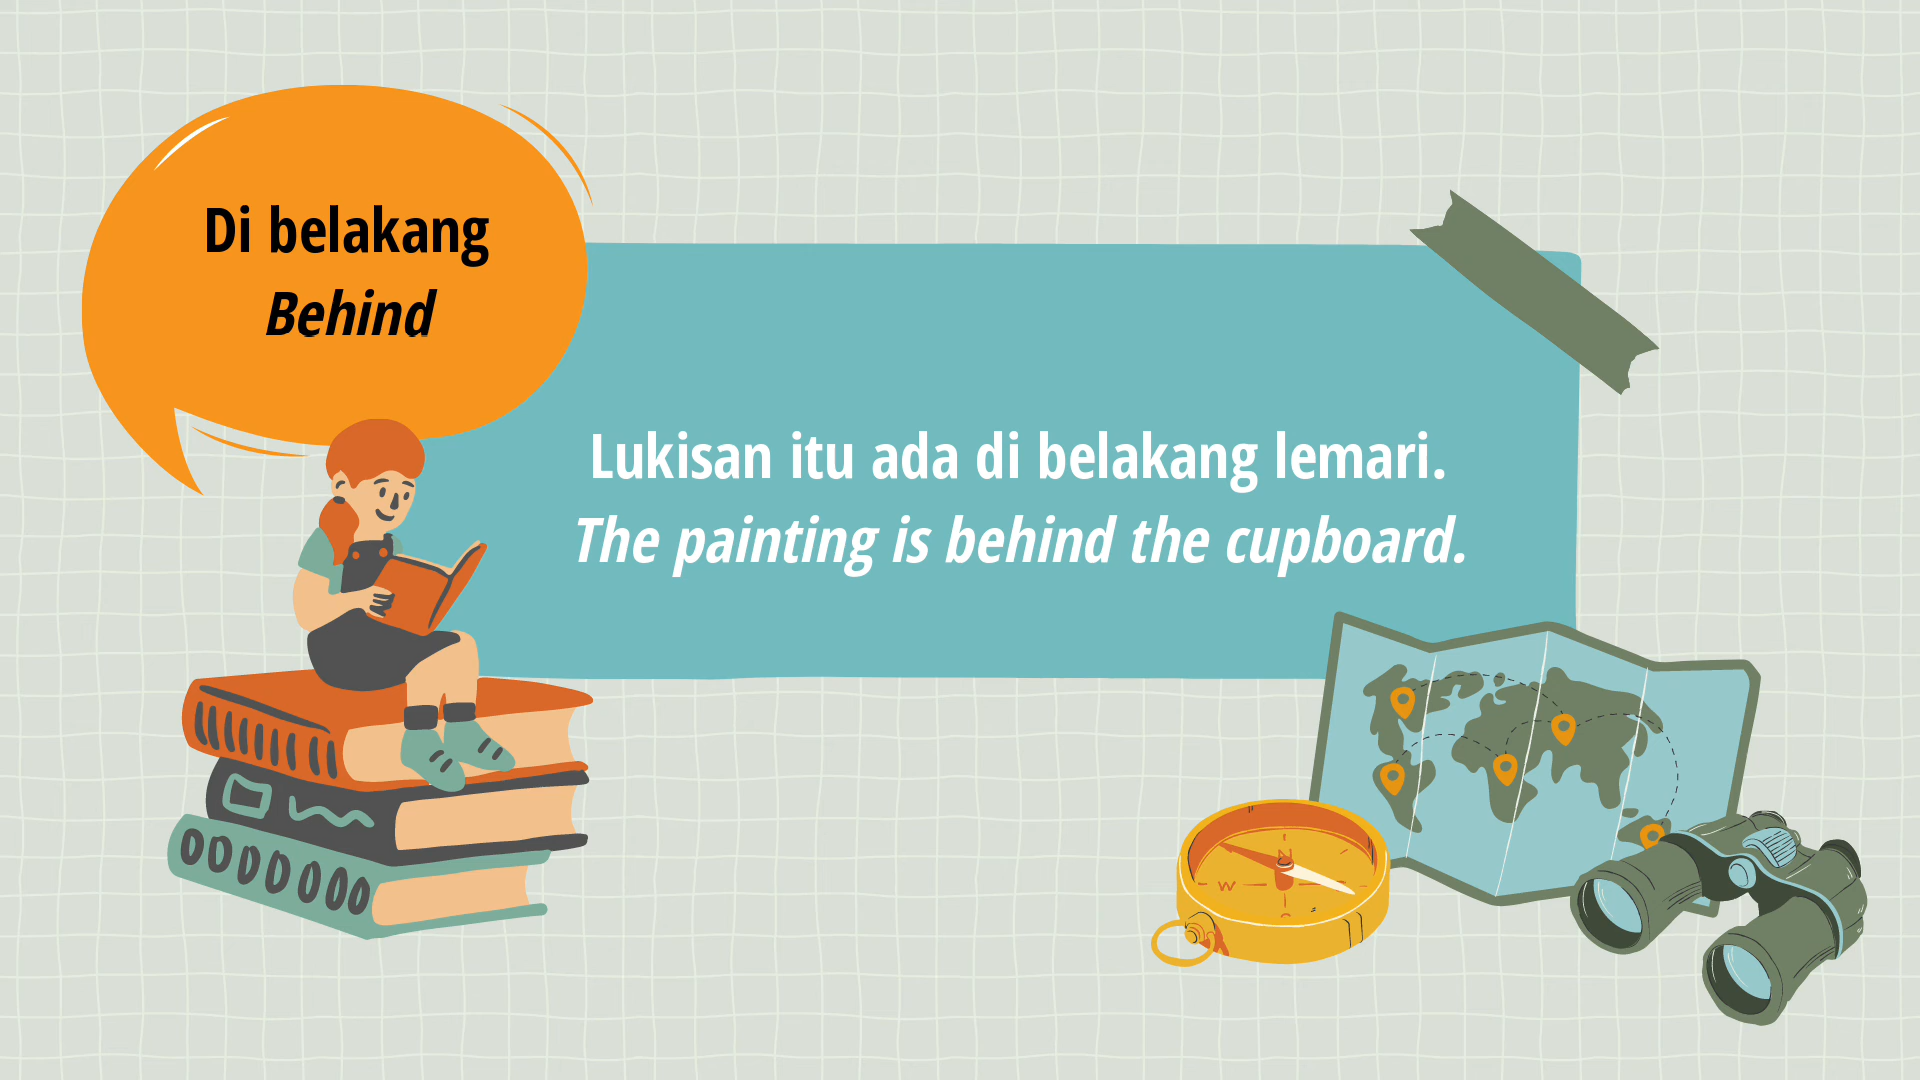 Di belakang
Behind
Lukisan itu ada di belakang lemari.
The painting is behind the cupboard.
N
W